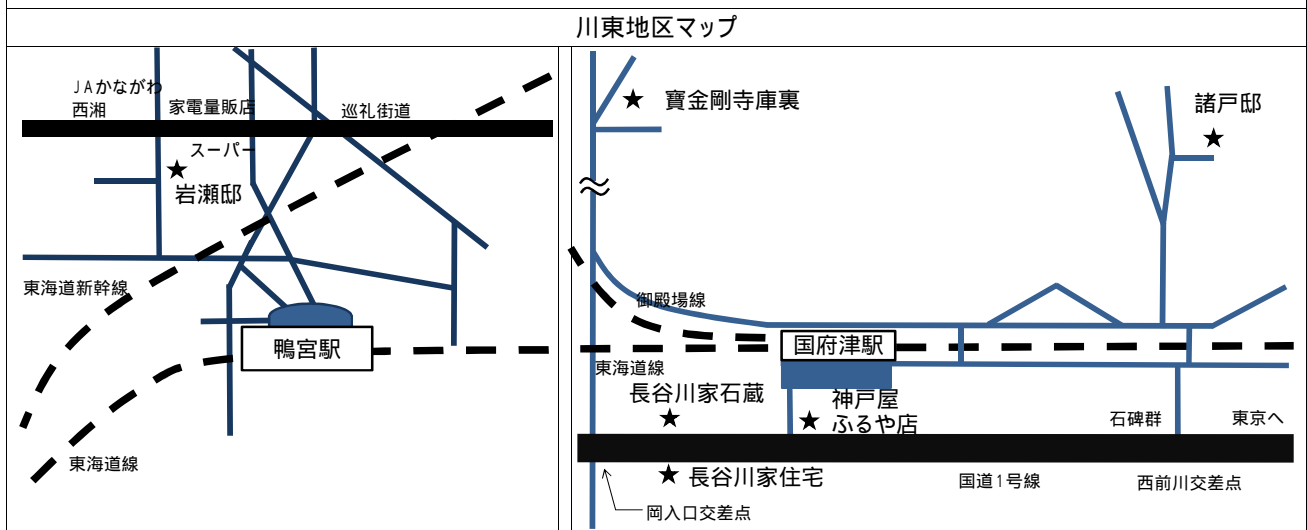 川東地区マップ
JAかながわ
西湘
家電量販店
巡礼街道
スーパー
岩瀬邸
東海道新幹線
鴨宮駅
東海道線
寶金剛寺庫裏
諸戸邸
御殿場線
国府津駅
東海道線
長谷川家石蔵
神戸屋
ふるや店
石碑群
東京へ
長谷川家住宅
国道1号線
西前川交差点
岡入口交差点